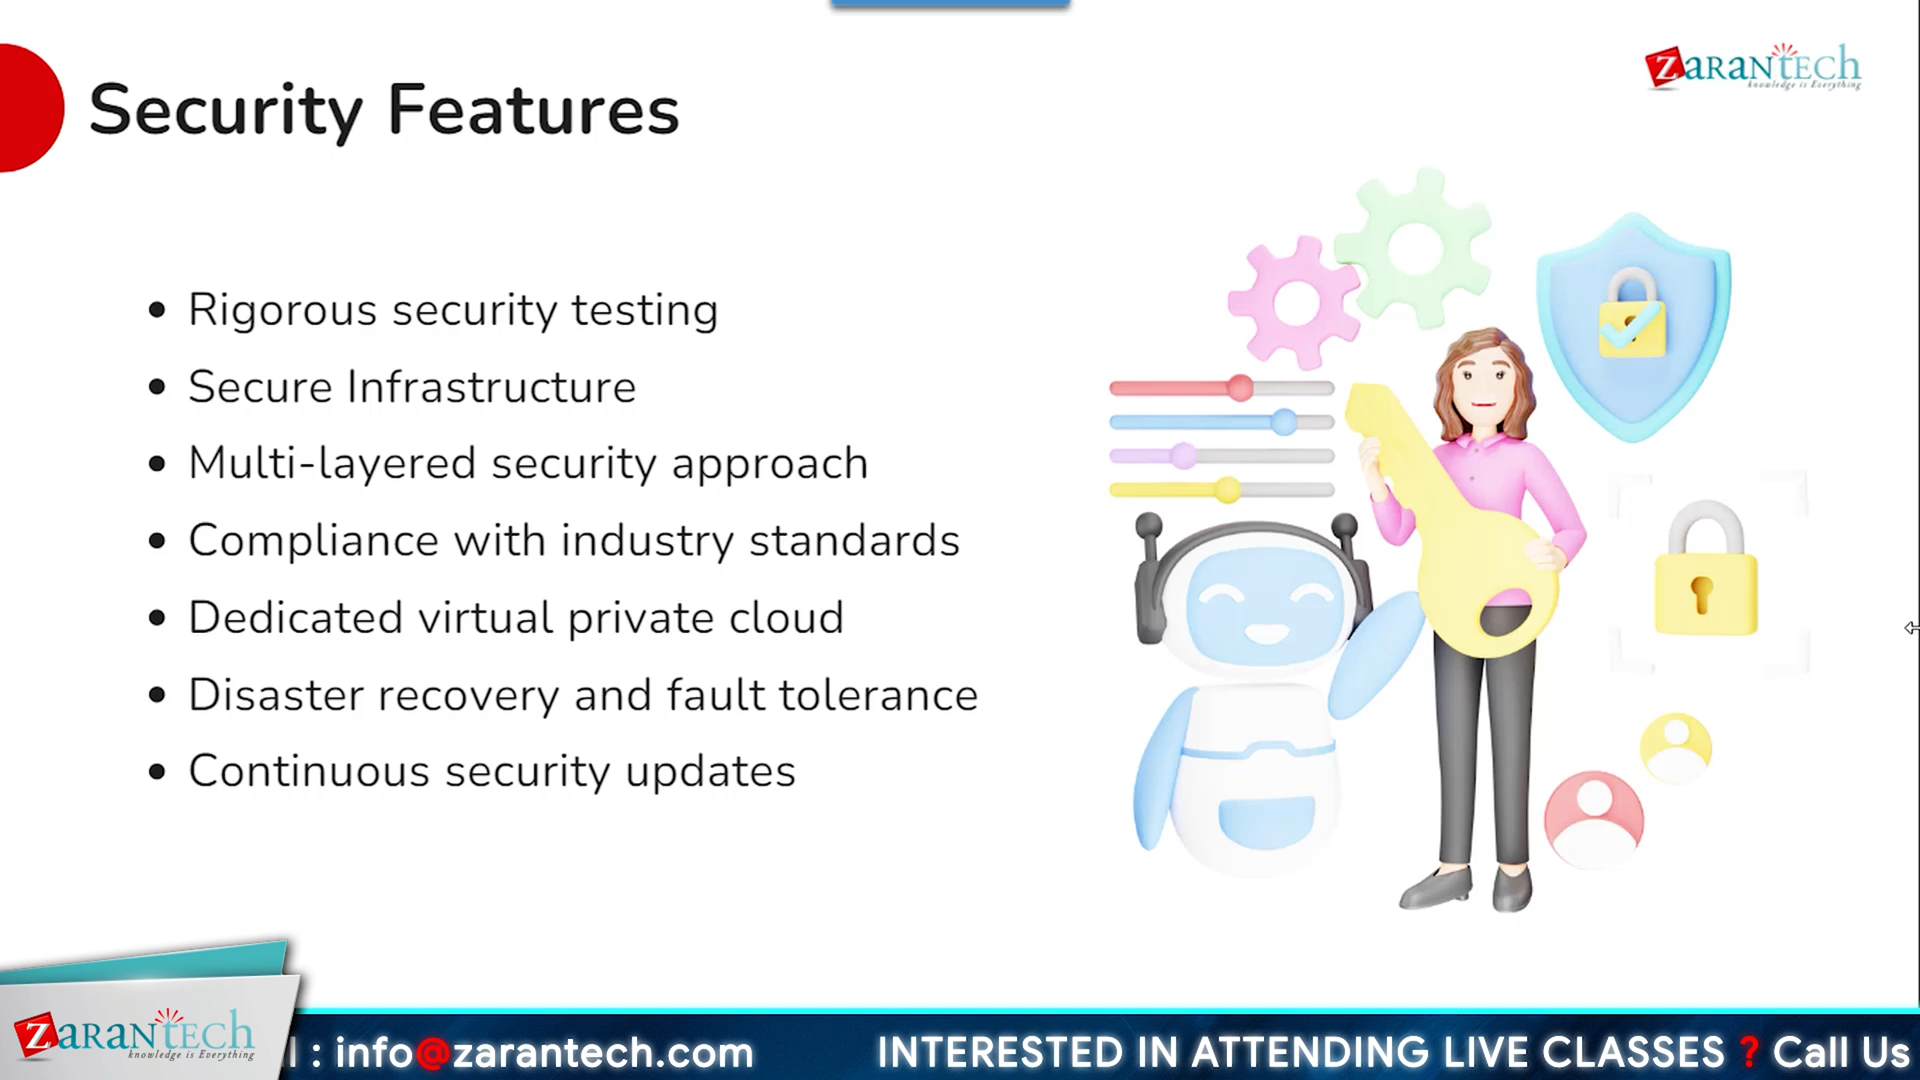 ZARANTECH
knowledge is Everything
Security Features
Rigorous security testing
Secure Infrastructure
Multi-layered security approach
Compliance with industry standards
Dedicated virtual private cloud
Disaster recovery and fault tolerance
Continuous security updates
ZARANTECH
knowledge is Everything
l : info@zarantech.com INTERESTED IN ATTENDING LIVE CLASSES ? Call Us